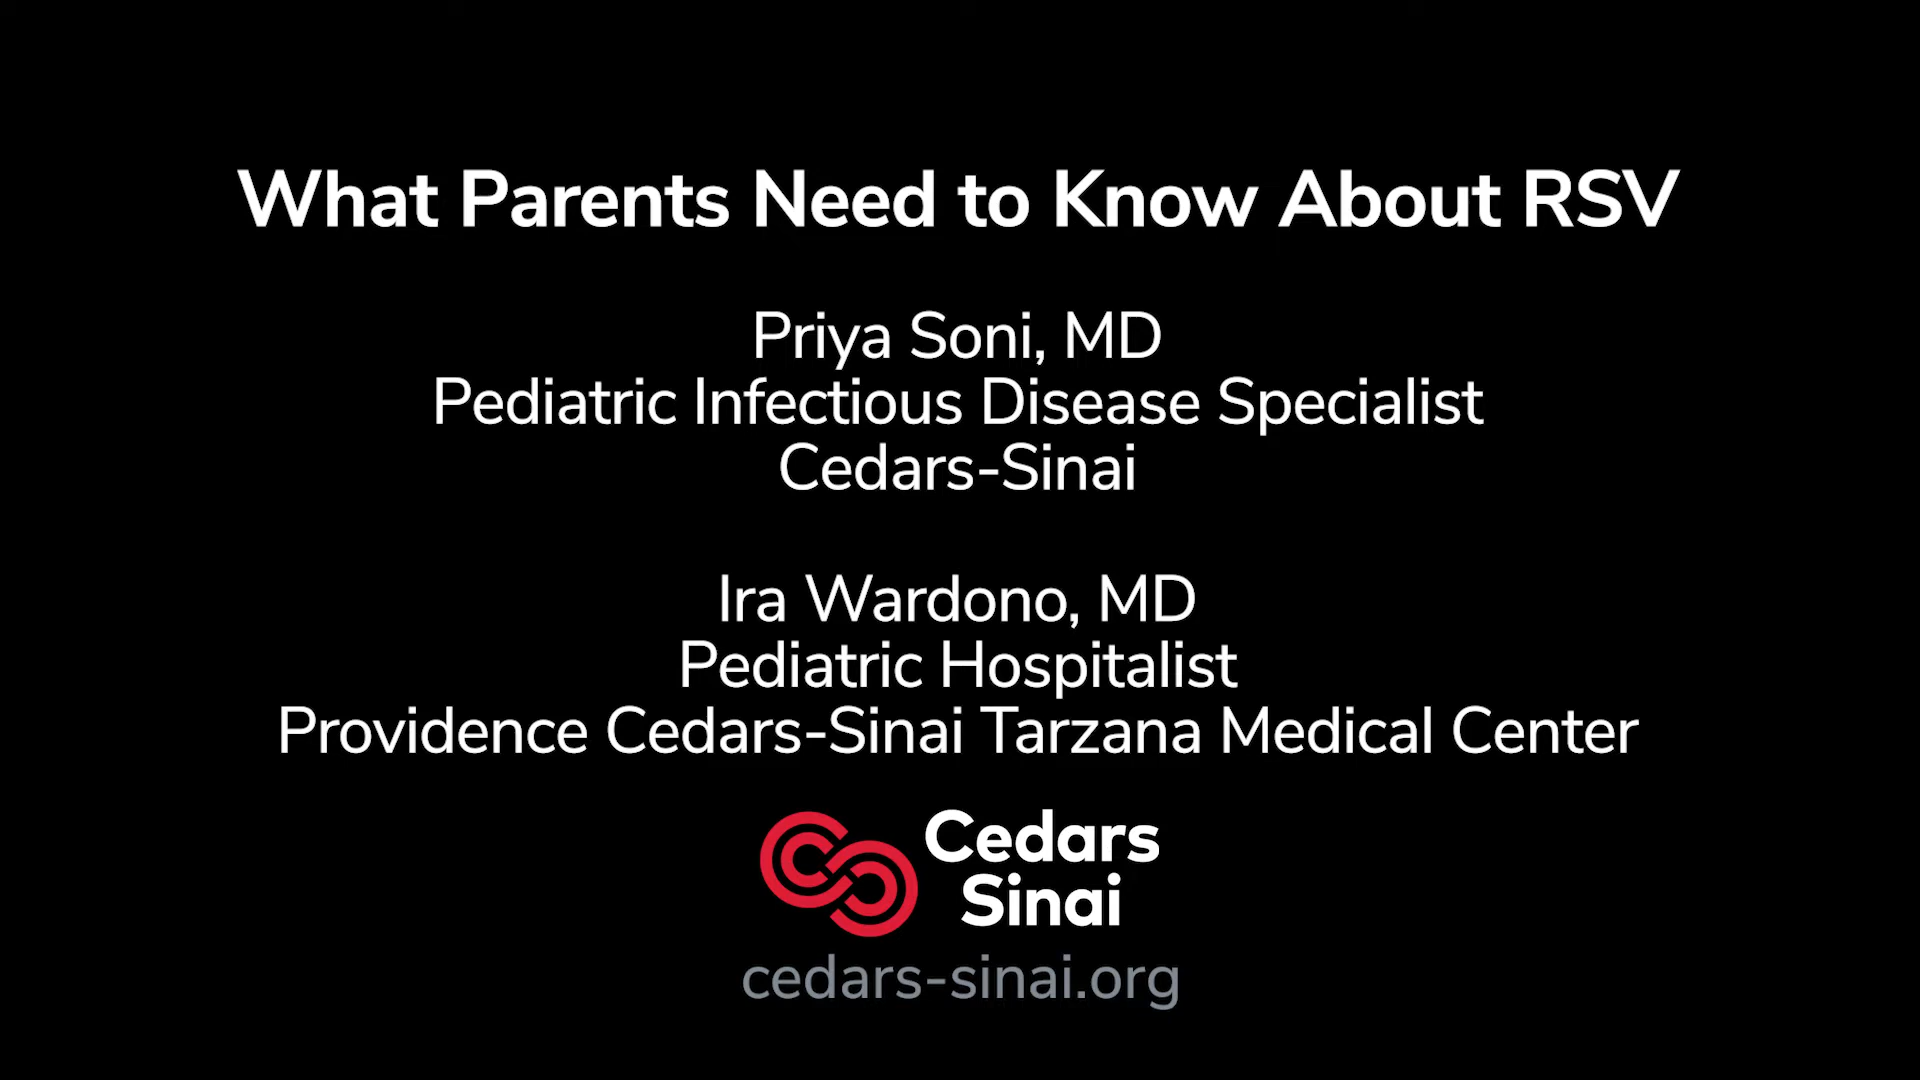 What Parents Need to Know About RSV
Priya Soni, MD
Pediatric Infectious Disease Specialist
Cedars-Sinai
Ira Wardono, MD
Pediatric Hospitalist
Providence Cedars-Sinai Tarzana Medical Center
Cedars
Sinai
cedars-sinai.org